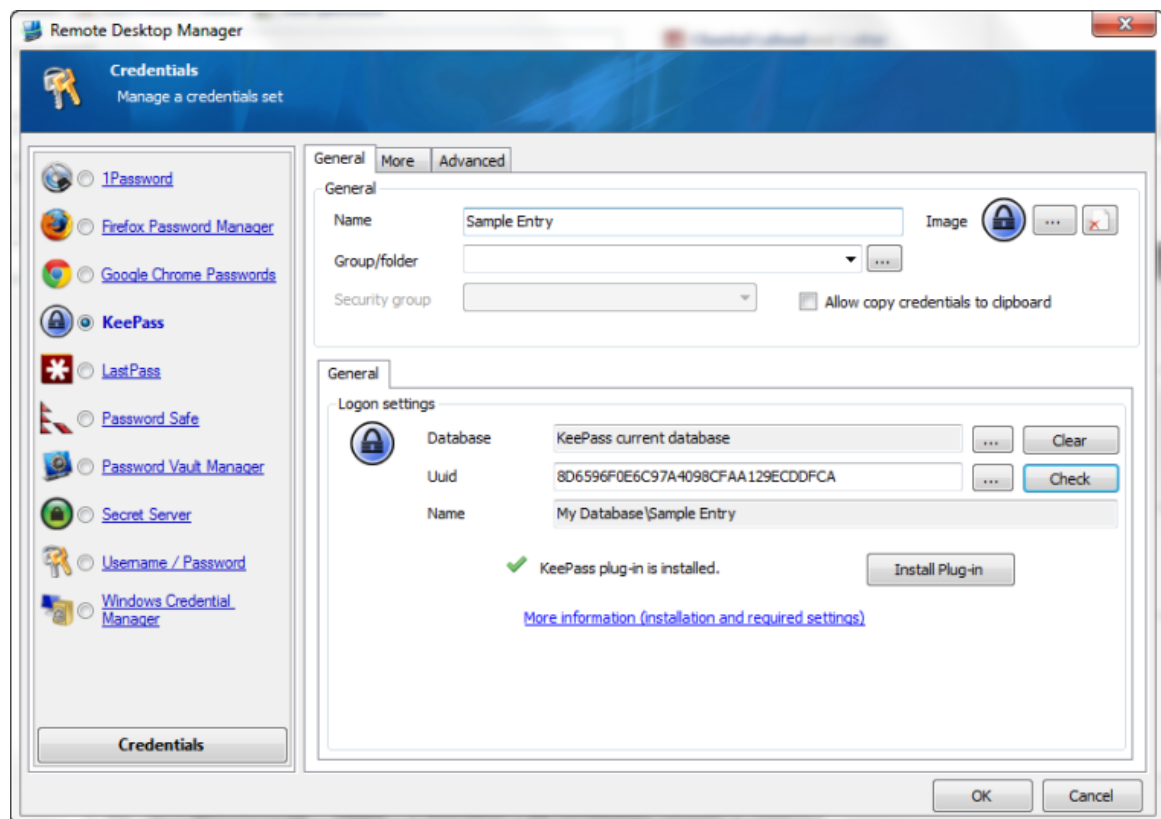 Remote Desktop Manager
Credentials
Manage a credentials set
1Password
Firefox Password Manager
Google Chrome Passwords
KeePass
LastPass
Password Safe
Password Vault Manager
Secret Server
Username / Password
Windows Credential
Manager
Credentials
General More Advanced
General
Name Sample Entry Image ...
Group/folder ...
Security group Allow copy credentials to clipboard
General
Logon settings
Database KeePass current database ... Clear
Uuid 8D6596F0E6C97A4098CFAA129ECDDFCA ... Check
Name My Database\Sample Entry
KeePass plug-in is installed. Install Plug-in
More information (installation and required settings)
OK Cancel